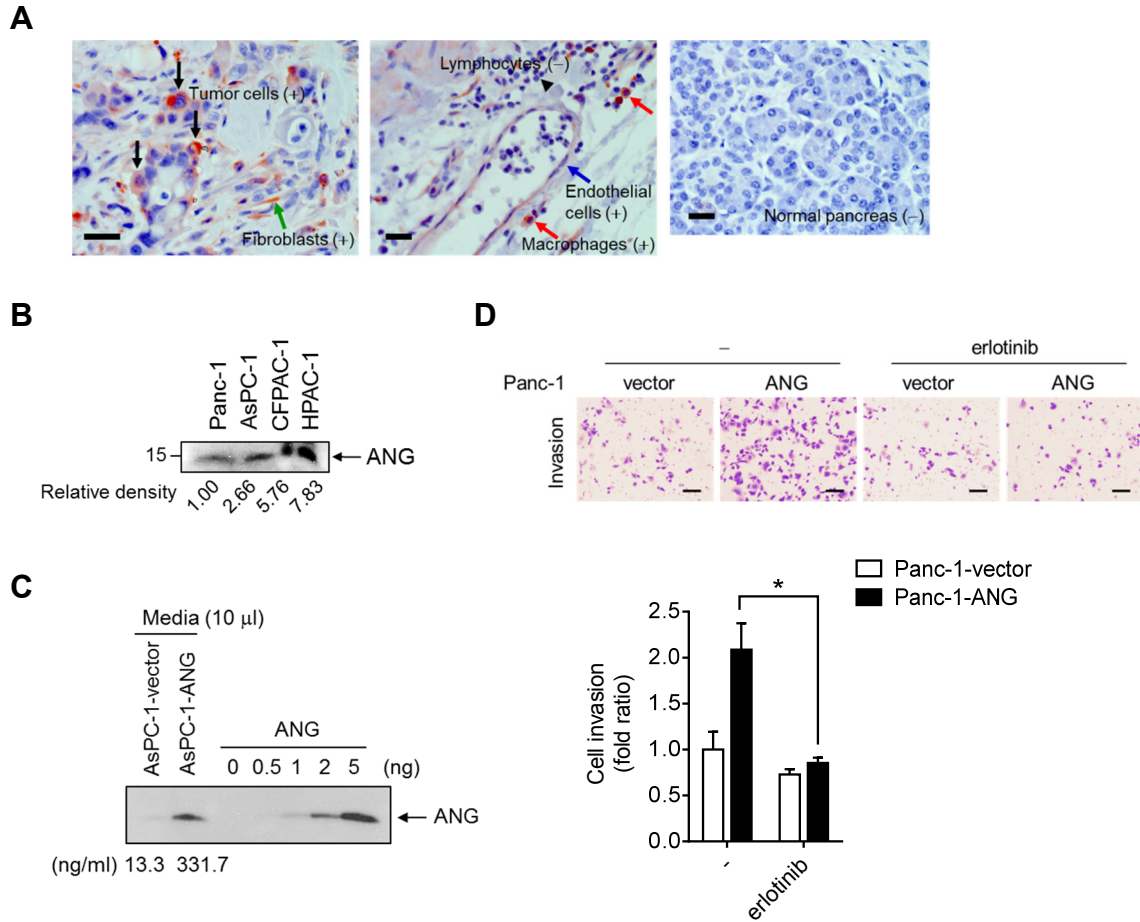 A
Tumor cells (+)
Fibroblasts (+)
Lymphocytes (−)
Endothelial
cells (+)
Macrophages (+)
Normal pancreas (−)
B
Panc-1
AsPC-1
CFPAC-1
HPAC-1
15
ANG
Relative density
1.00 2.66 5.76 7.83
C
Media (10 µl)
AsPC-1-vector
AsPC-1-ANG
ANG
0 0.5 1 2 5 (ng)
ANG
(ng/ml) 13.3 331.7
D
– erlotinib
Panc-1 vector ANG vector ANG
Invasion
Panc-1-vector
Panc-1-ANG
*
Cell invasion
(fold ratio)
2.5
2.0
1.5
1.0
0.5
0.0
-
erlotinib